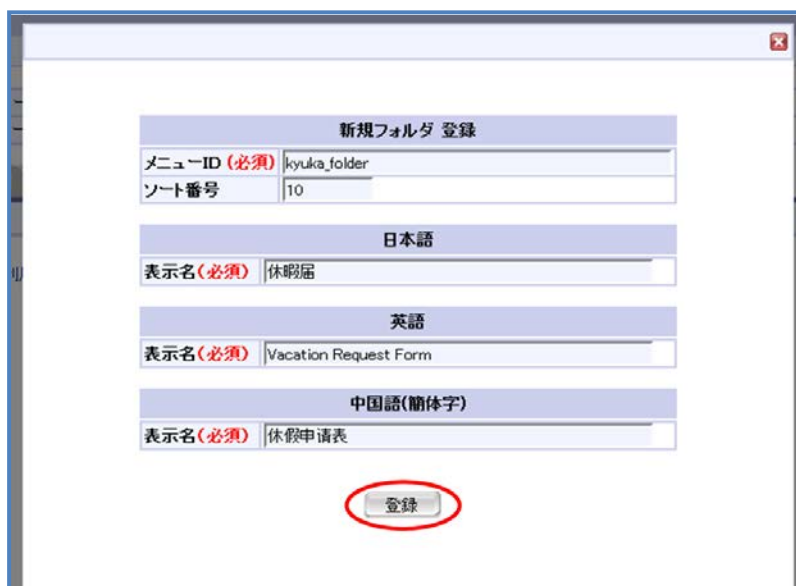 新規フォルダ 登録
メニューID (必須) kyuka_folder
ソート番号 10
日本語
表示名(必須) 休暇届
英語
表示名(必須) Vacation Request Form
中国語(簡体字)
表示名(必須) 休假申请表
登録